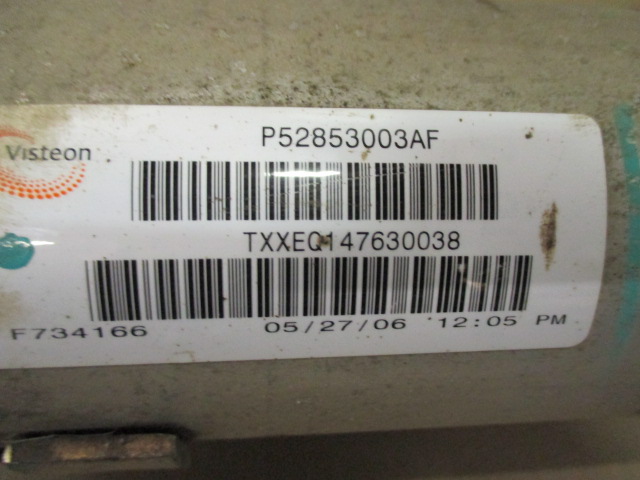 P52853003AF
Visteon
TXXEQ147630038
F734166 05/27/06 12:05 PM